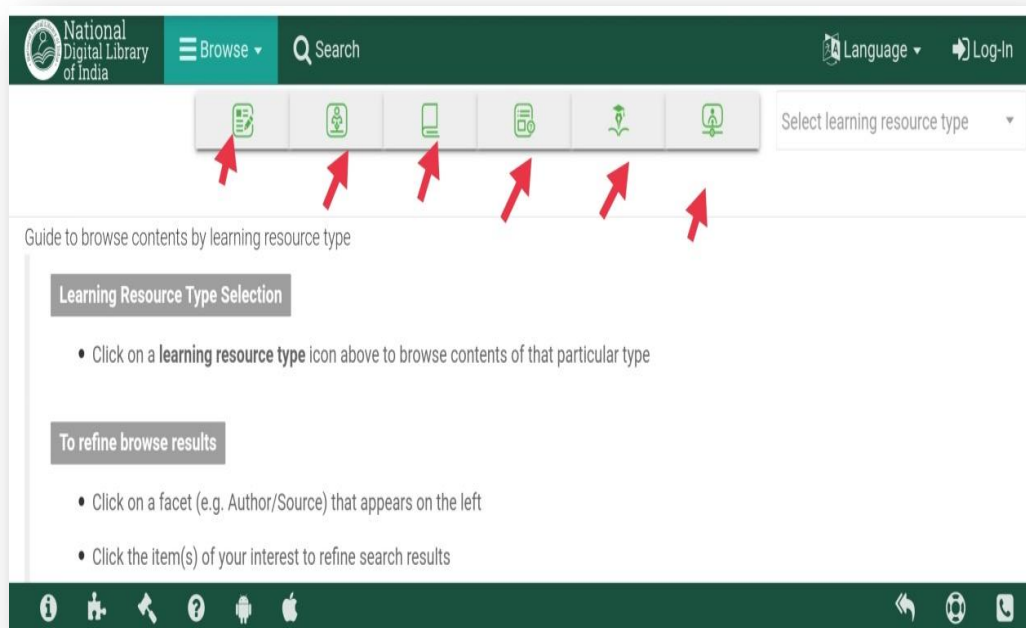 National
Digital Library
of India
Browse
Search
Language
Log-In
Select learning resource type
Guide to browse contents by learning resource type
Learning Resource Type Selection
• Click on a learning resource type icon above to browse contents of that particular type
To refine browse results
• Click on a facet (e.g. Author/Source) that appears on the left
• Click the item(s) of your interest to refine search results